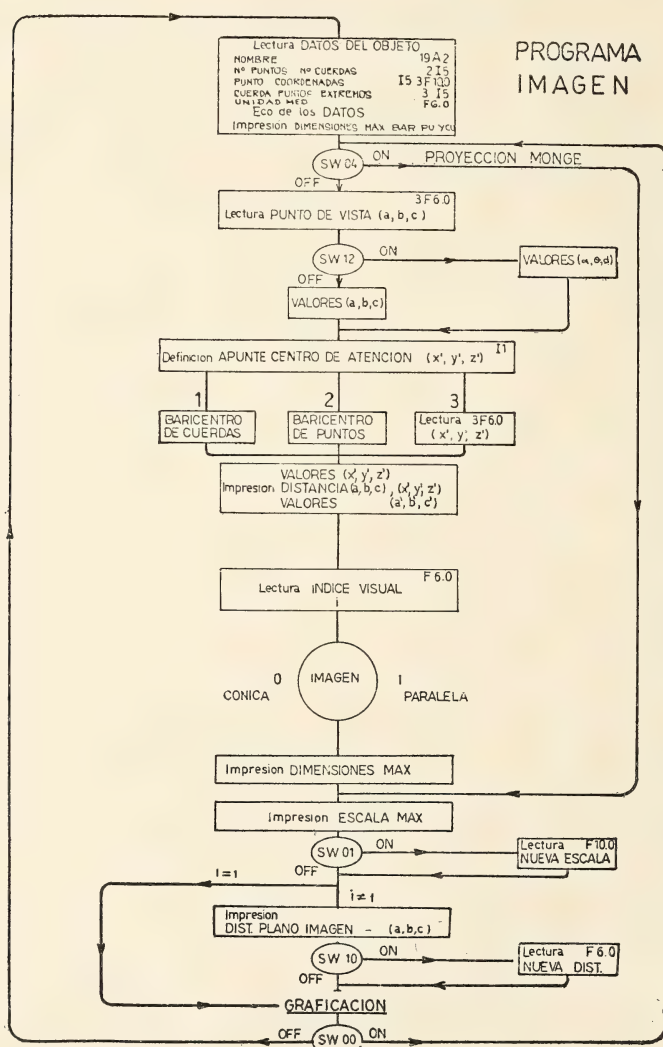 PROGRAMA
IMAGEN
Lectura DATOS DEL OBJETO
NOMBRE 19A2
Nº PUNTOS Nº CUERDAS 2I5
PUNTO COORDENADAS I5 3F10.0
CUERDA PUNTOS EXTREMOS 3 I5
UNIDAD MED F6.0
Eco de los DATOS
Impresion DIMENSIONES MAX BAR PU YCU
SW 04 ON PROYECCION MONGE
OFF
3F6.0
Lectura PUNTO DE VISTA (a,b,c)
SW 12 ON VALORES (α,θ,d)
OFF
VALORES (a,b,c)
I1
Definicion APUNTE CENTRO DE ATENCION (x', y', z')
1 2 3
BARICENTRO DE CUERDAS
BARICENTRO DE PUNTOS
Lectura 3F6.0
(x', y', z')
VALORES (x', y', z')
Impresion DISTANCIA (a,b,c), (x', y', z')
VALORES (a', b', c')
F 6.0
Lectura INDICE VISUAL
i
0 IMAGEN 1
CONICA PARALELA
Impresion DIMENSIONES MAX
Impresion ESCALA MAX
SW 01 ON Lectura F10.0
OFF NUEVA ESCALA
i = 1
i ≠ 1
Impresion
DIST. PLANO IMAGEN - (a,b,c)
SW 10 ON Lectura F 6.0
OFF NUEVA DIST.
GRAFICACION
OFF SW 00 ON